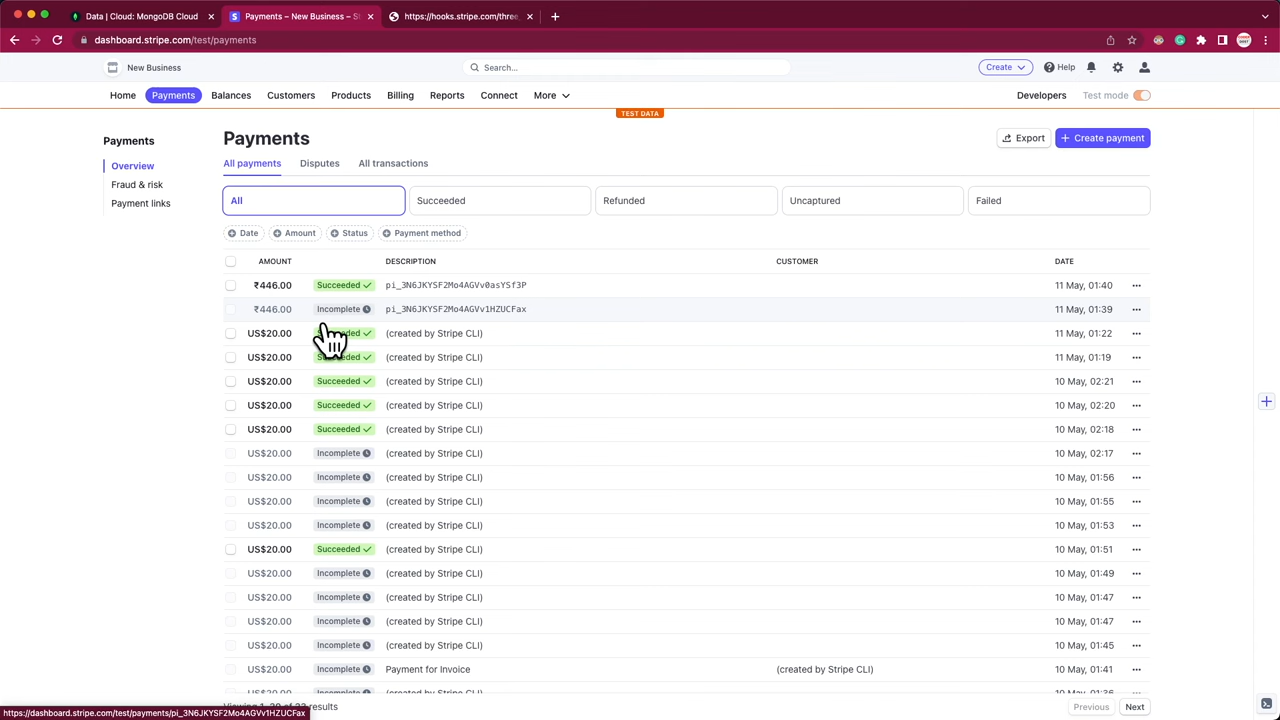 Data | Cloud: MongoDB Cloud
Payments – New Business – St
https://hooks.stripe.com/three_
dashboard.stripe.com/test/payments
New Business
Search...
Create
Help
Home
Payments
Balances
Customers
Products
Billing
Reports
Connect
More
Developers
Test mode
TEST DATA
Payments
Overview
Fraud & risk
Payment links
Payments
Export
Create payment
All payments
Disputes
All transactions
All
Succeeded
Refunded
Uncaptured
Failed
Date
Amount
Status
Payment method
AMOUNT DESCRIPTION CUSTOMER DATE
₹446.00 Succeeded pi_3N6JKYSF2Mo4AGVv0asYSf3P 11 May, 01:40
₹446.00 Incomplete pi_3N6JKYSF2Mo4AGVv1HZUCFax 11 May, 01:39
US$20.00 (created by Stripe CLI) 11 May, 01:22
US$20.00 (created by Stripe CLI) 11 May, 01:19
US$20.00 Succeeded (created by Stripe CLI) 10 May, 02:21
US$20.00 Succeeded (created by Stripe CLI) 10 May, 02:20
US$20.00 Succeeded (created by Stripe CLI) 10 May, 02:18
US$20.00 Incomplete (created by Stripe CLI) 10 May, 02:17
US$20.00 Incomplete (created by Stripe CLI) 10 May, 01:56
US$20.00 Incomplete (created by Stripe CLI) 10 May, 01:55
US$20.00 Incomplete (created by Stripe CLI) 10 May, 01:53
US$20.00 Succeeded (created by Stripe CLI) 10 May, 01:51
US$20.00 Incomplete (created by Stripe CLI) 10 May, 01:49
US$20.00 Incomplete (created by Stripe CLI) 10 May, 01:47
US$20.00 Incomplete (created by Stripe CLI) 10 May, 01:47
US$20.00 Incomplete (created by Stripe CLI) 10 May, 01:45
US$20.00 Incomplete Payment for Invoice (created by Stripe CLI) 10 May, 01:41
US$20.00 Incomplete (created by Stripe CLI) 10 May, 01:36
results
Previous
Next
https://dashboard.stripe.com/test/payments/pi_3N6JKYSF2Mo4AGVv1HZUCFax